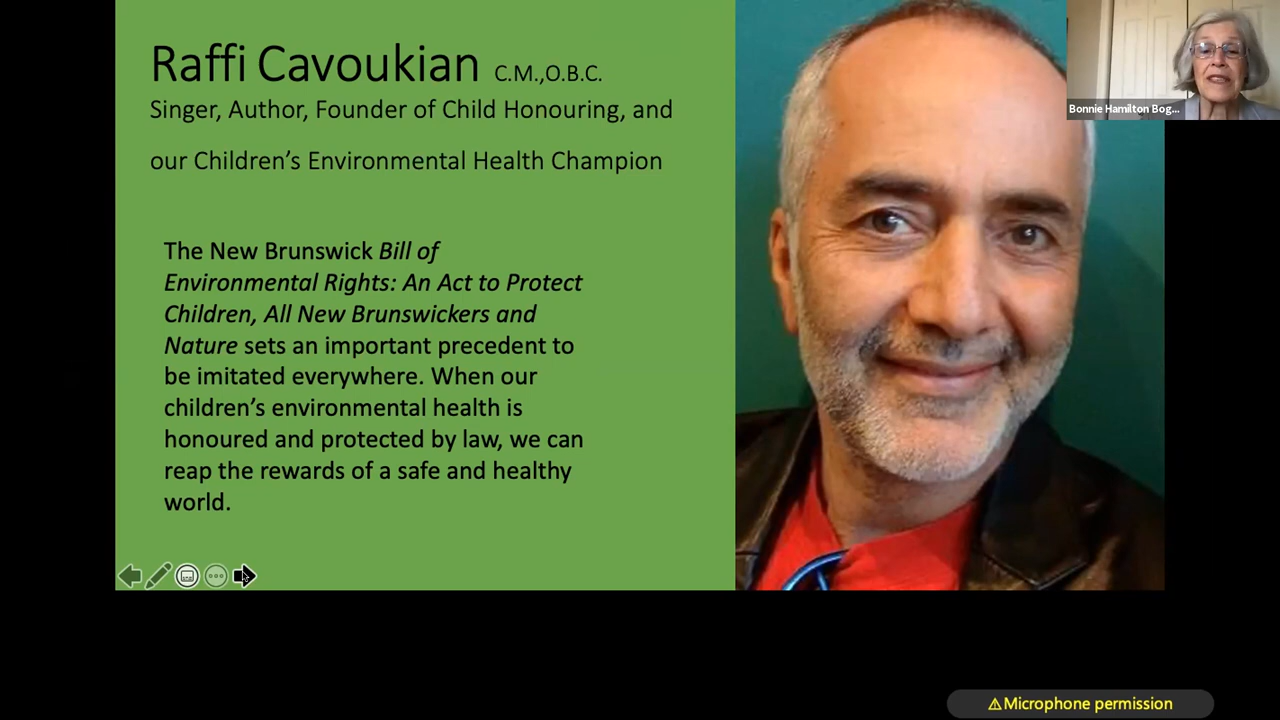 Raffi Cavoukian C.M.,O.B.C.
Singer, Author, Founder of Child Honouring, and
our Children’s Environmental Health Champion
The New Brunswick Bill of
Environmental Rights: An Act to Protect
Children, All New Brunswickers and
Nature sets an important precedent to
be imitated everywhere. When our
children’s environmental health is
honoured and protected by law, we can
reap the rewards of a safe and healthy
world.
Bonnie Hamilton Bog...
⚠Microphone permission